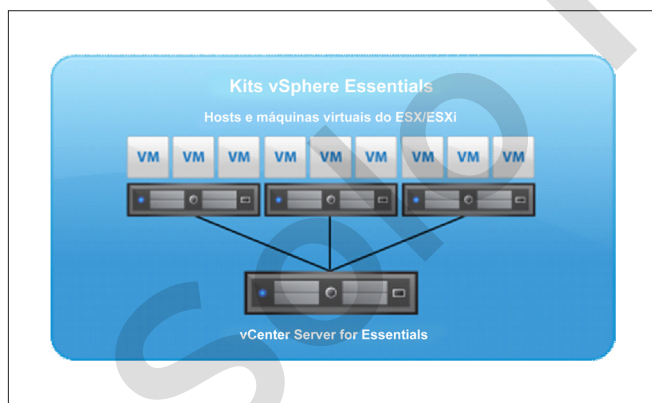 Kits vSphere Essentials
Hosts e máquinas virtuais do ESX/ESXi
VM VM VM VM VM VM VM VM VM
vCenter Server for Essentials
Solo